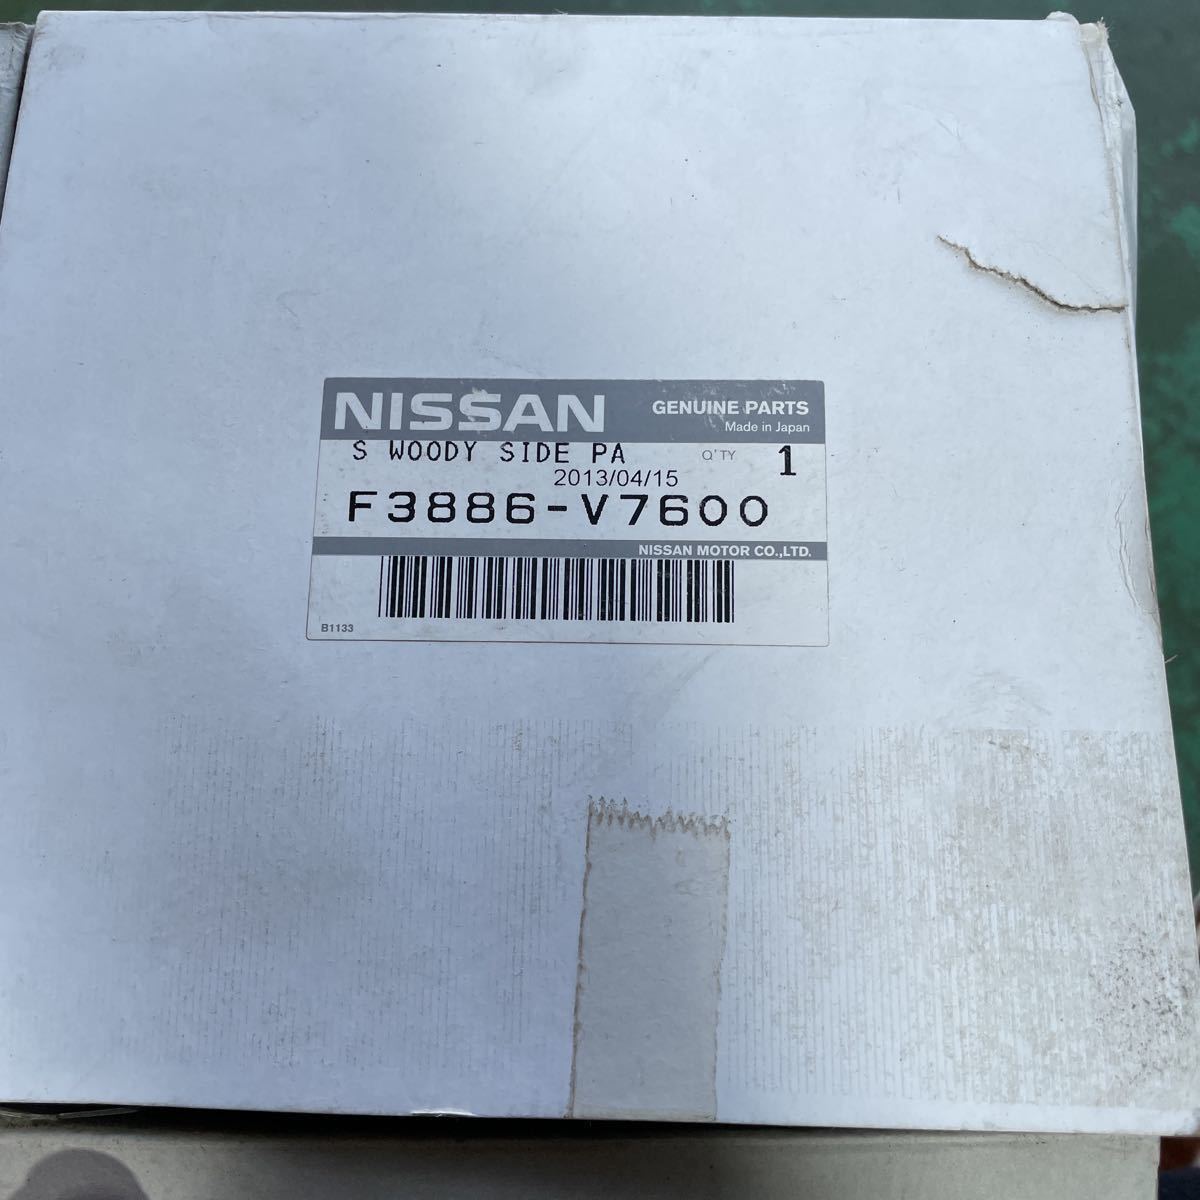 NISSAN
GENUINE PARTS
Made in Japan
S WOODY SIDE PA
Q'TY 1
2013/04/15
F3886-V7600
NISSAN MOTOR CO.,LTD.
B1133